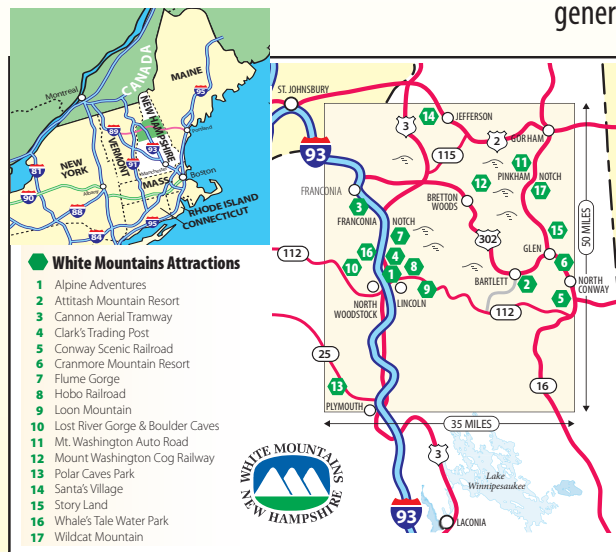 gener
CANADA
MAINE
Montreal
95
NEW HAMPSHIRE
VERMONT
89
93
91
Portland
Manchester
NEW
YORK
81
Albany
MASS
Boston
90
88
84
95
RHODE ISLAND
CONNECTICUT
White Mountains Attractions
1 Alpine Adventures
2 Attitash Mountain Resort
3 Cannon Aerial Tramway
4 Clark's Trading Post
5 Conway Scenic Railroad
6 Cranmore Mountain Resort
7 Flume Gorge
8 Hobo Railroad
9 Loon Mountain
10 Lost River Gorge & Boulder Caves
11 Mt. Washington Auto Road
12 Mount Washington Cog Railway
13 Polar Caves Park
14 Santa's Village
15 Story Land
16 Whale's Tale Water Park
17 Wildcat Mountain
ST. JOHNSBURY
3
14
JEFFERSON
2
GORHAM
93
115
11
PINKHAM NOTCH
17
12
FRANCONIA
3
BRETTON
WOODS
FRANCONIA NOTCH
7
302
15
50 MILES
112
16
4
GLEN
6
10
1
8
BARTLETT
2
NORTH
CONWAY
9
5
NORTH
WOODSTOCK
LINCOLN
112
25
13
16
PLYMOUTH
35 MILES
3
Lake
Winnipesaukee
93
LACONIA
WHITE MOUNTAINS
NEW HAMPSHIRE